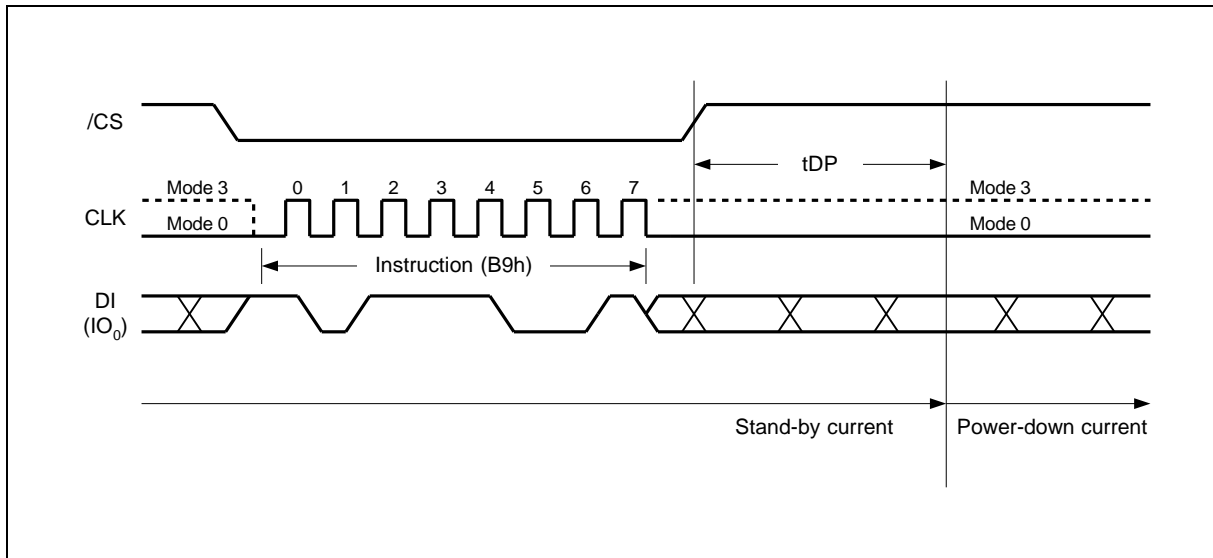 /CS
tDP
Mode 3
0 1 2 3 4 5 6 7
Mode 3
CLK
Mode 0
Mode 0
Instruction (B9h)
DI
(IO0)
Stand-by current
Power-down current